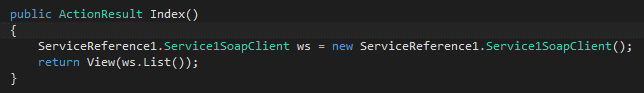 public ActionResult Index()
{
ServiceReference1.Service1SoapClient ws = new ServiceReference1.Service1SoapClient();
return View(ws.List());
}